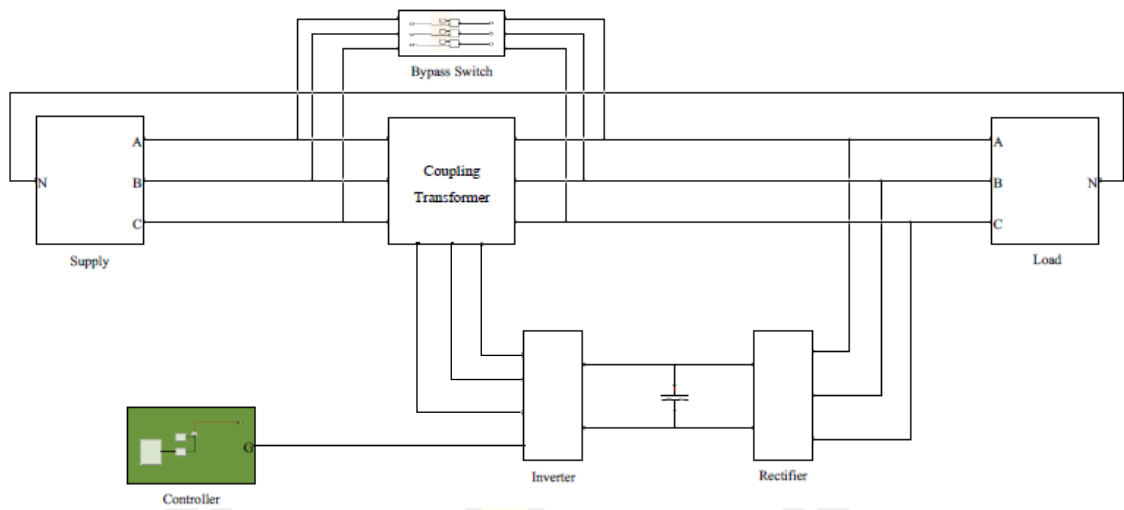 Bypass Switch
A
Coupling
A
N
B
Transformer
B
N
C
C
Supply
Load
G
Inverter
Rectifier
Controller